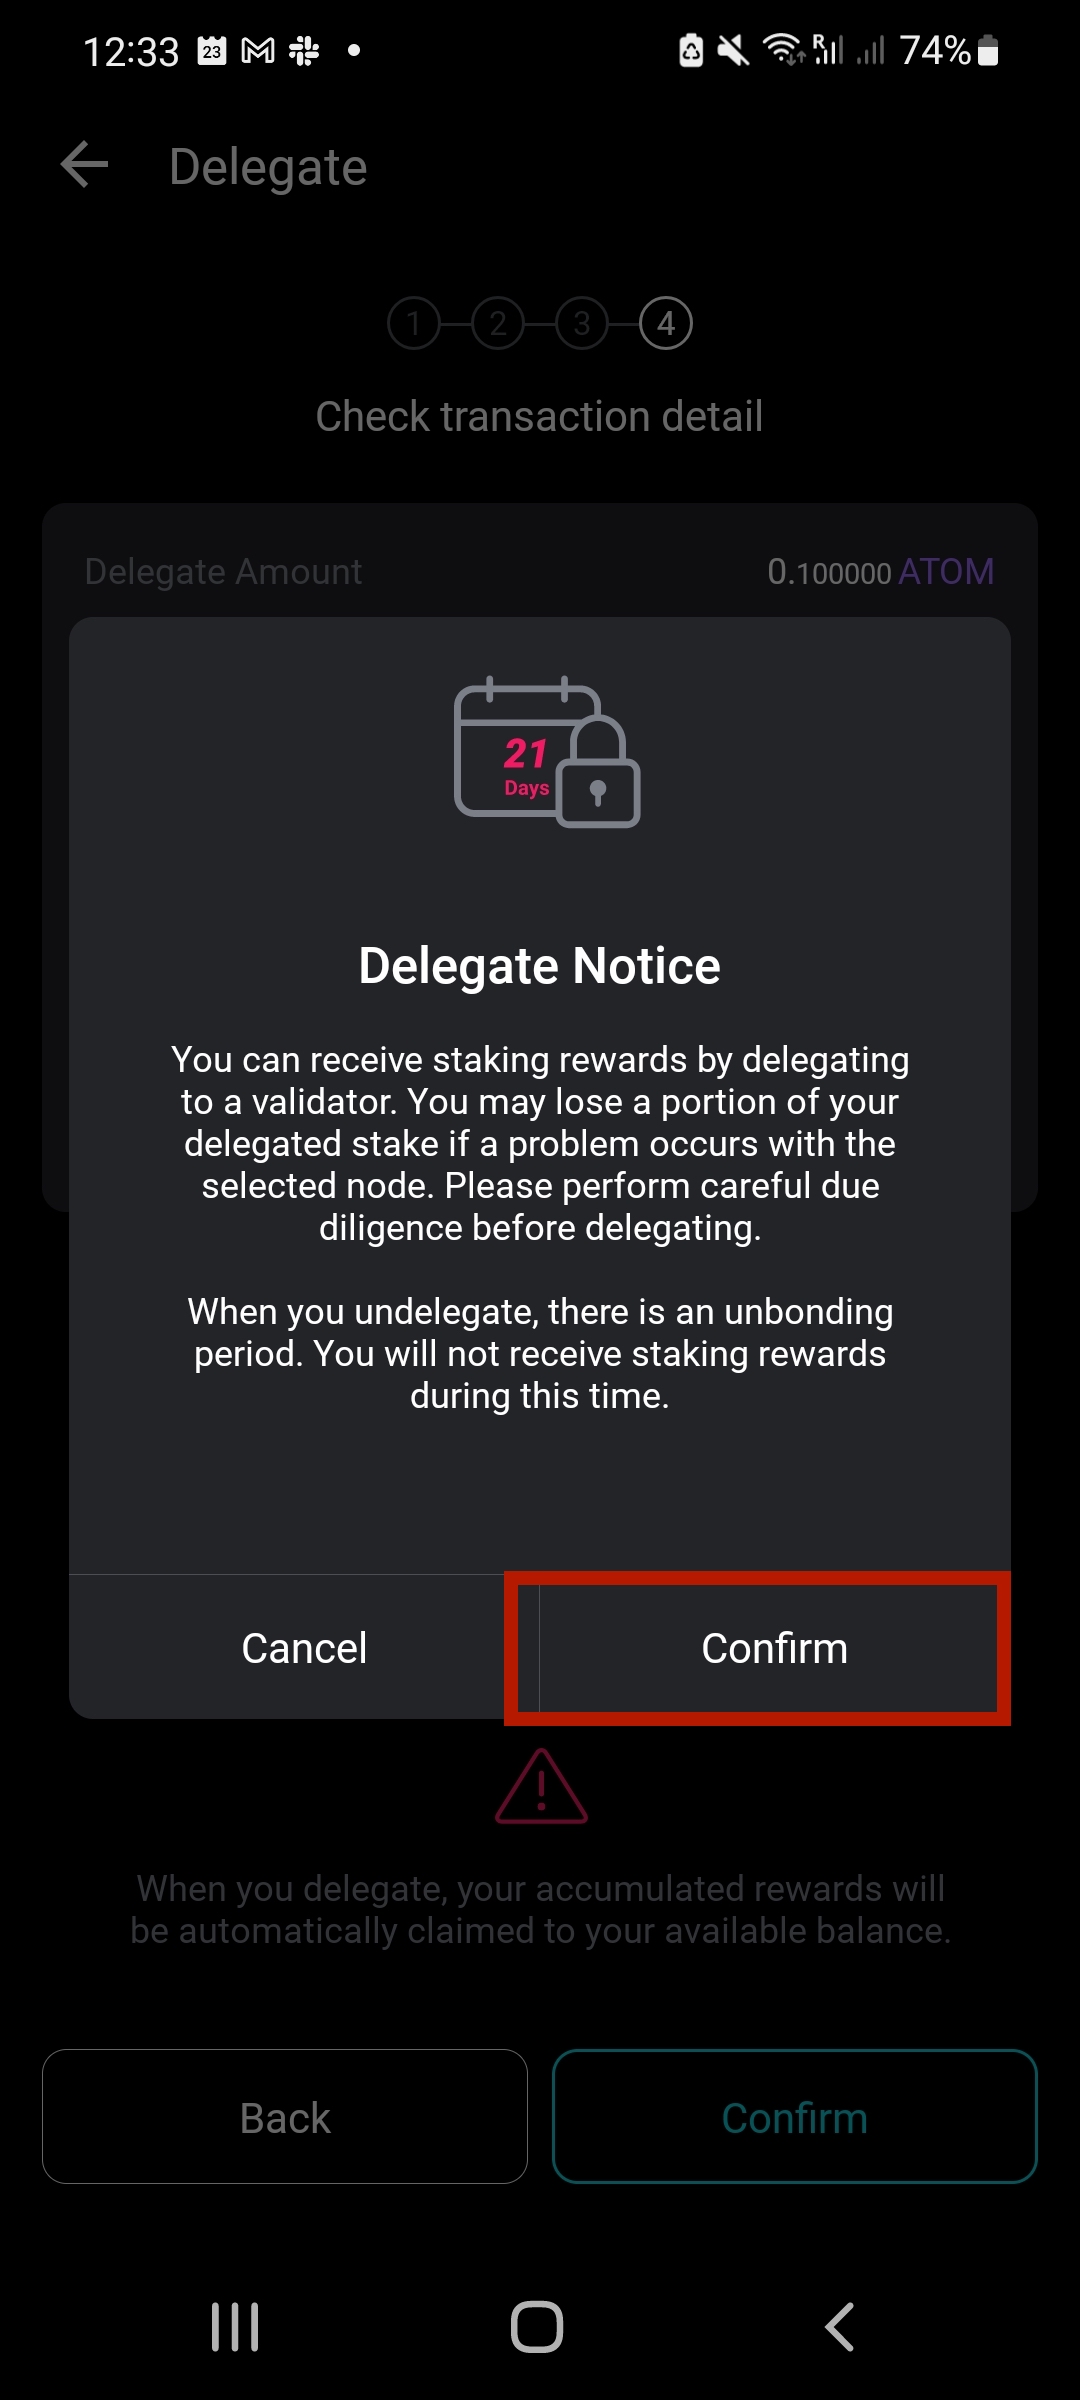 12:33 23 R 74%
Delegate
1 2 3 4
Check transaction detail
Delegate Amount 0.100000 ATOM
21
Days
Delegate Notice
You can receive staking rewards by delegating
to a validator. You may lose a portion of your
delegated stake if a problem occurs with the
selected node. Please perform careful due
diligence before delegating.
When you undelegate, there is an unbonding
period. You will not receive staking rewards
during this time.
Cancel Confirm
When you delegate, your accumulated rewards will
be automatically claimed to your available balance.
Back Confirm